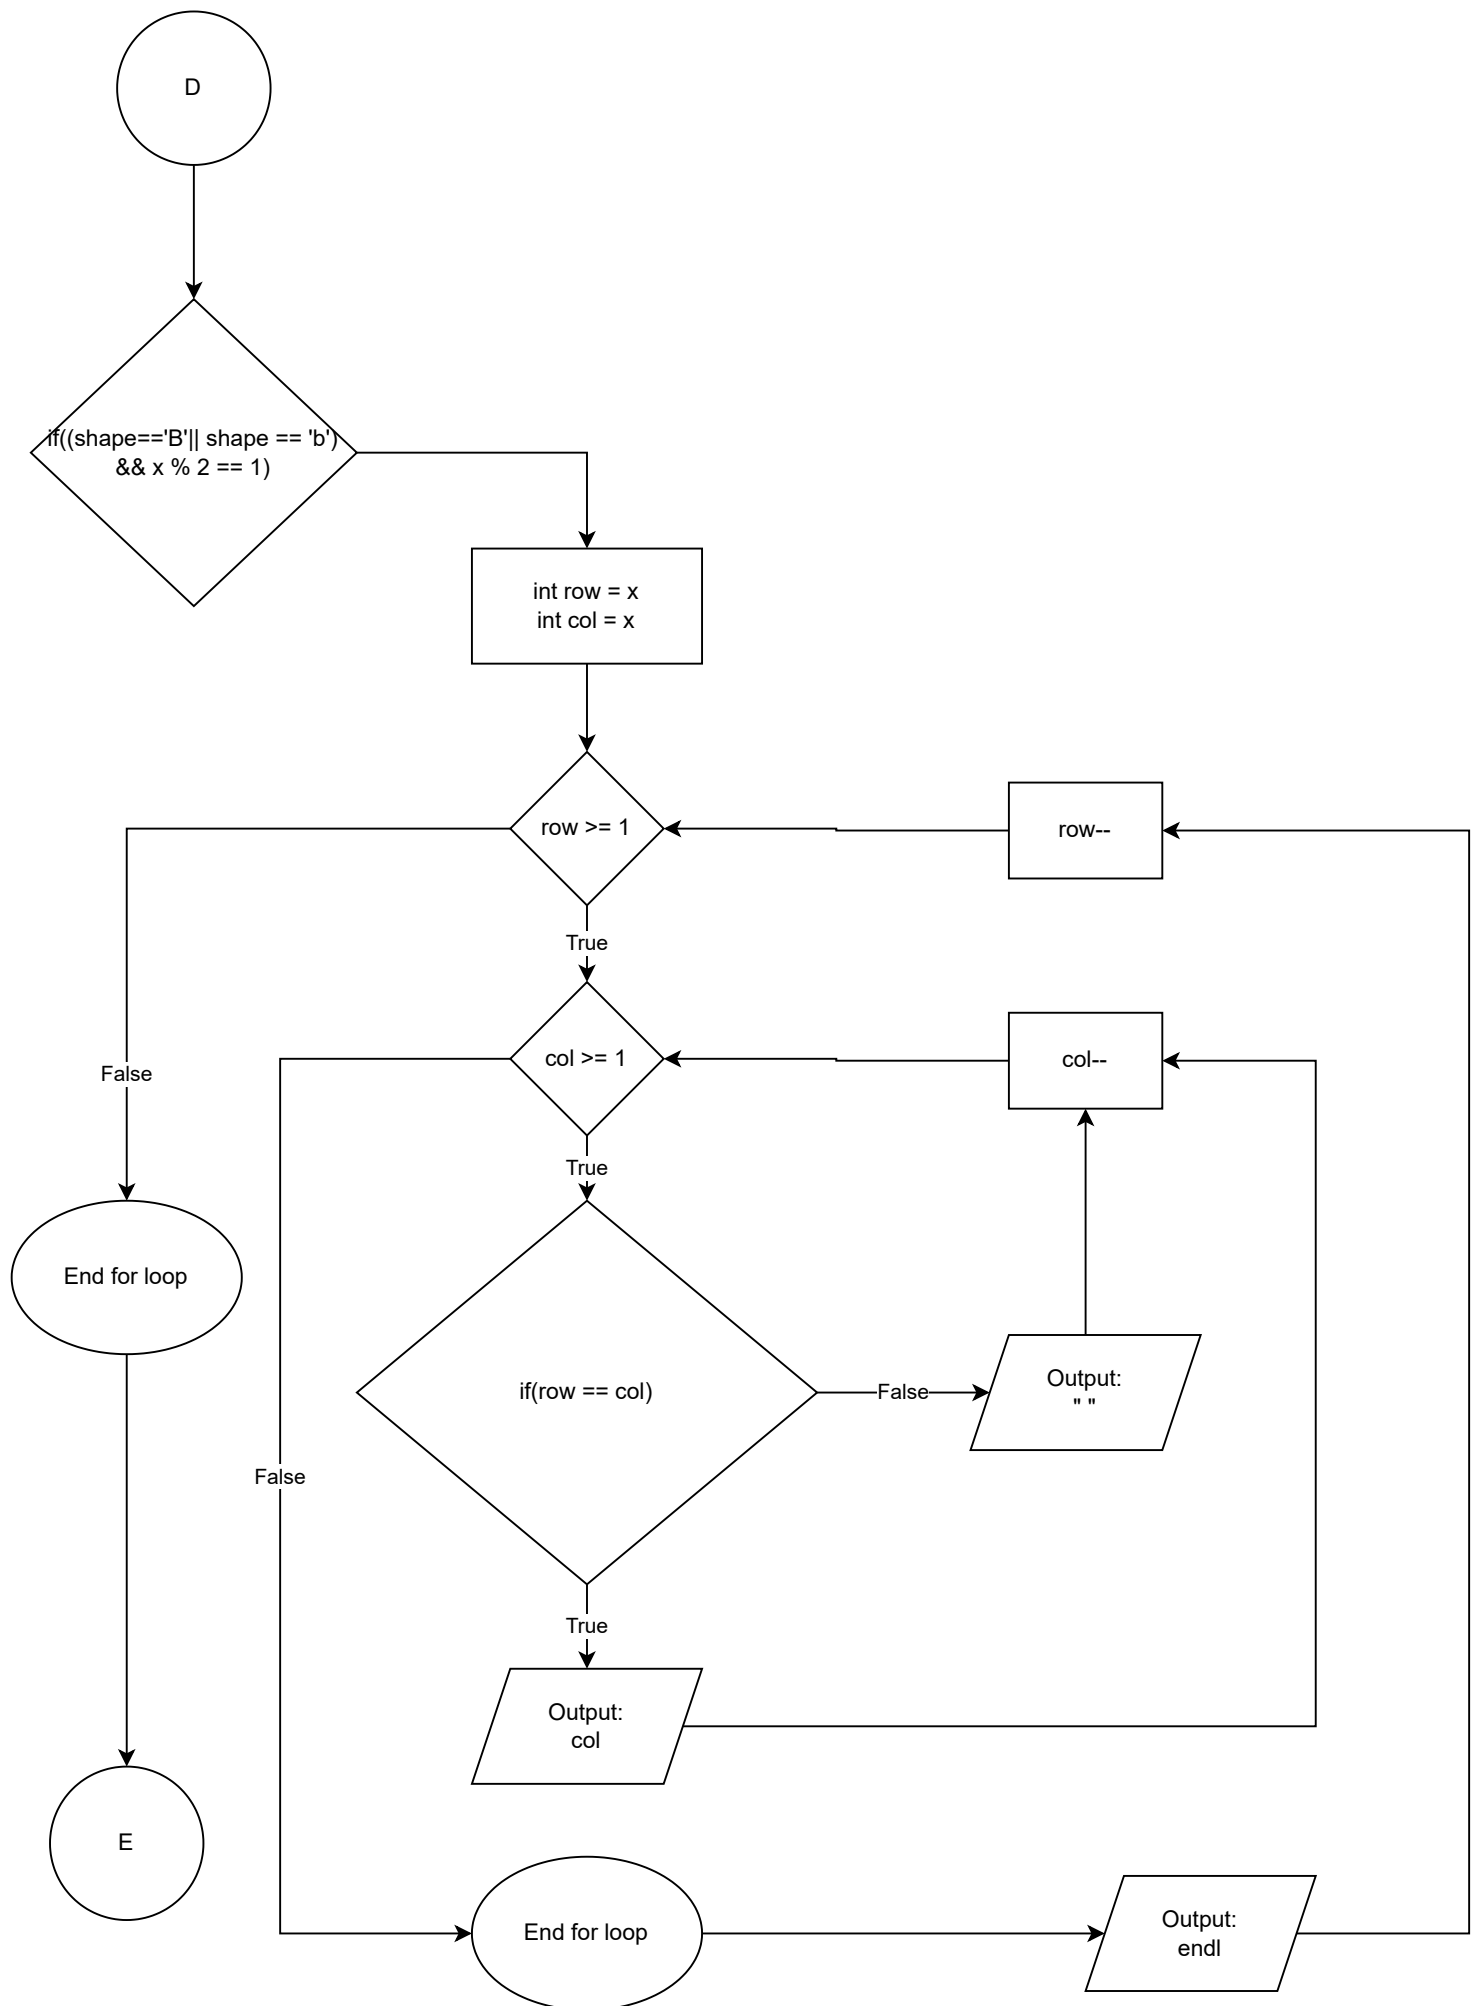 D
if((shape=='B'|| shape == 'b')
&& x % 2 == 1)
int row = x
int col = x
row >= 1
row--
True
False
col >= 1
col--
True
False
if(row == col)
False
Output:
" "
True
Output:
col
End for loop
E
End for loop
Output:
endl